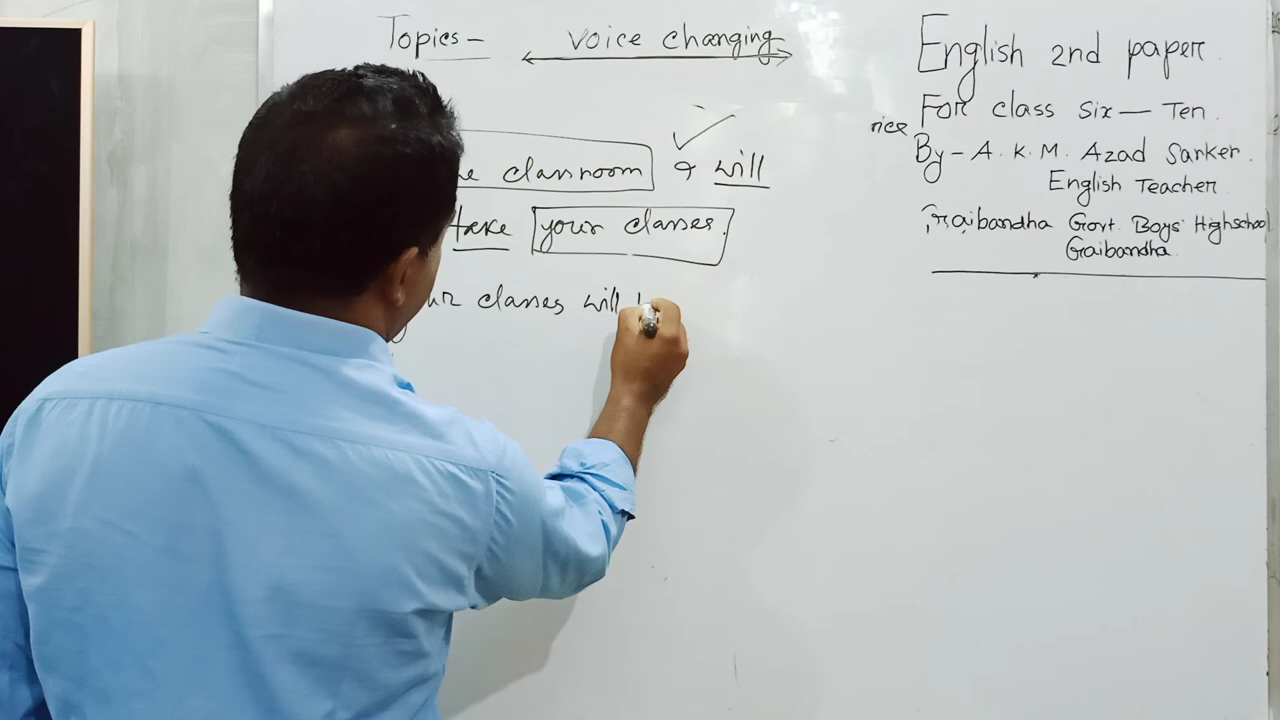 Topics - voice changing
classroom & will
take your classes.
classes will
English 2nd paper.
For class Six — Ten.
rice
By - A. K. M. Azad Sarker.
English Teacher
Gaibandha Govt. Boys' Highschool
Gaibandha.